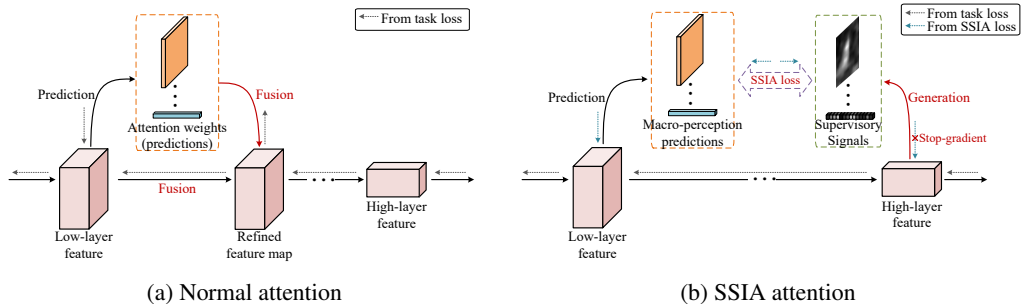 From task loss
Prediction
Fusion
Attention weights
(predictions)
Fusion
Low-layer
feature
Refined
feature map
High-layer
feature
(a) Normal attention
From task loss
From SSIA loss
SSIA loss
Prediction
Generation
Macro-perception
predictions
Supervisory
Signals
×Stop-gradient
Low-layer
feature
High-layer
feature
(b) SSIA attention